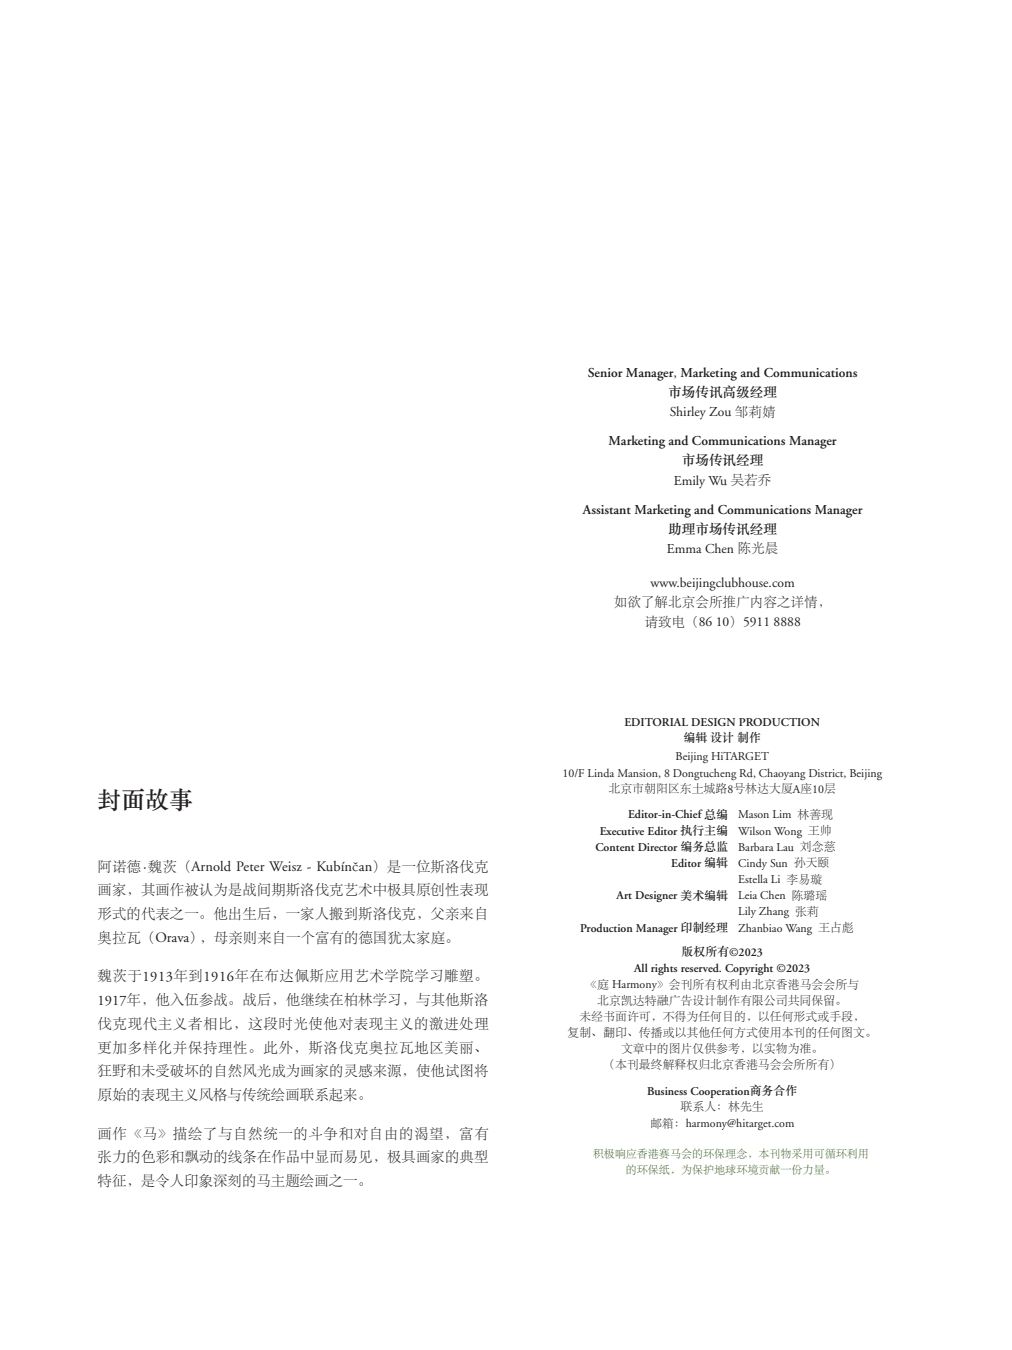 封面故事
阿诺德·魏茨（Arnold Peter Weisz - Kubínčan）是一位斯洛伐克
画家，其画作被认为是战间期斯洛伐克艺术中极具原创性表现
形式的代表之一。他出生后，一家人搬到斯洛伐克，父亲来自
奥拉瓦（Orava），母亲则来自一个富有的德国犹太家庭。
魏茨于1913年到1916年在布达佩斯应用艺术学院学习雕塑。
1917年，他入伍参战。战后，他继续在柏林学习，与其他斯洛
伐克现代主义者相比，这段时光使他对表现主义的激进处理
更加多样化并保持理性。此外，斯洛伐克奥拉瓦地区美丽、
狂野和未受破坏的自然风光成为画家的灵感来源，使他试图将
原始的表现主义风格与传统绘画联系起来。
画作《马》描绘了与自然统一的斗争和对自由的渴望，富有
张力的色彩和飘动的线条在作品中显而易见，极具画家的典型
特征，是令人印象深刻的马主题绘画之一。
Senior Manager, Marketing and Communications
市场传讯高级经理
Shirley Zou 邹莉婧
Marketing and Communications Manager
市场传讯经理
Emily Wu 吴若乔
Assistant Marketing and Communications Manager
助理市场传讯经理
Emma Chen 陈光晨
www.beijingclubhouse.com
如欲了解北京会所推广内容之详情，
请致电（86 10）5911 8888
EDITORIAL DESIGN PRODUCTION
编辑 设计 制作
Beijing HiTARGET
10/F Linda Mansion, 8 Dongtucheng Rd, Chaoyang District, Beijing
北京市朝阳区东土城路8号林达大厦A座10层
Editor-in-Chief 总编 Mason Lim 林善现
Executive Editor 执行主编 Wilson Wong 王帅
Content Director 编务总监 Barbara Lau 刘念慈
Editor 编辑 Cindy Sun 孙天颐
Estella Li 李易璇
Art Designer 美术编辑 Leia Chen 陈璐瑶
Lily Zhang 张莉
Production Manager 印制经理 Zhanbiao Wang 王占彪
版权所有©2023
All rights reserved. Copyright ©2023
《庭 Harmony》会刊所有权利由北京香港马会会所与
北京凯达特融广告设计制作有限公司共同保留。
未经书面许可，不得为任何目的，以任何形式或手段，
复制、翻印、传播或以其他任何方式使用本刊的任何图文。
文章中的图片仅供参考，以实物为准。
（本刊最终解释权归北京香港马会会所所有）
Business Cooperation商务合作
联系人：林先生
邮箱：harmony@hitarget.com
积极响应香港赛马会的环保理念，本刊物采用可循环利用
的环保纸，为保护地球环境贡献一份力量。